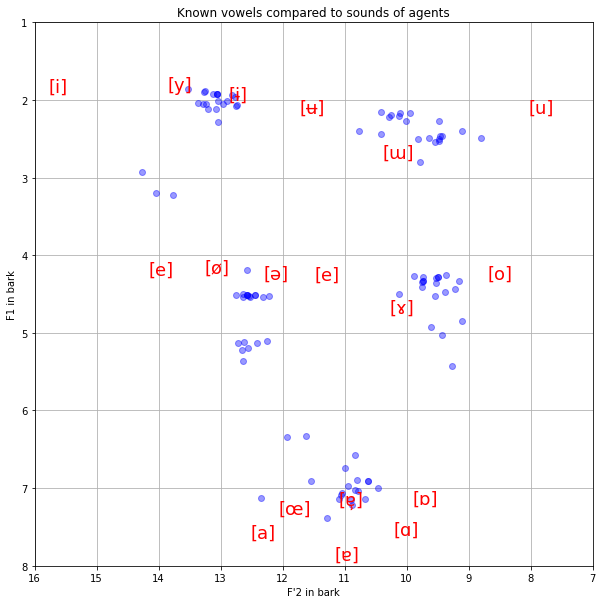 Known vowels compared to sounds of agents
1
[i] [y] [ɨ] [ʉ] [u]
2
[ɯ]
3
4
[e] [ø] [ə] [e] [o]
[ɤ]
5
6
7
[œ] [ɒ]
[a] [ɑ]
[ɐ]
8
16 15 14 13 12 11 10 9 8 7
F'2 in bark
F1 in bark